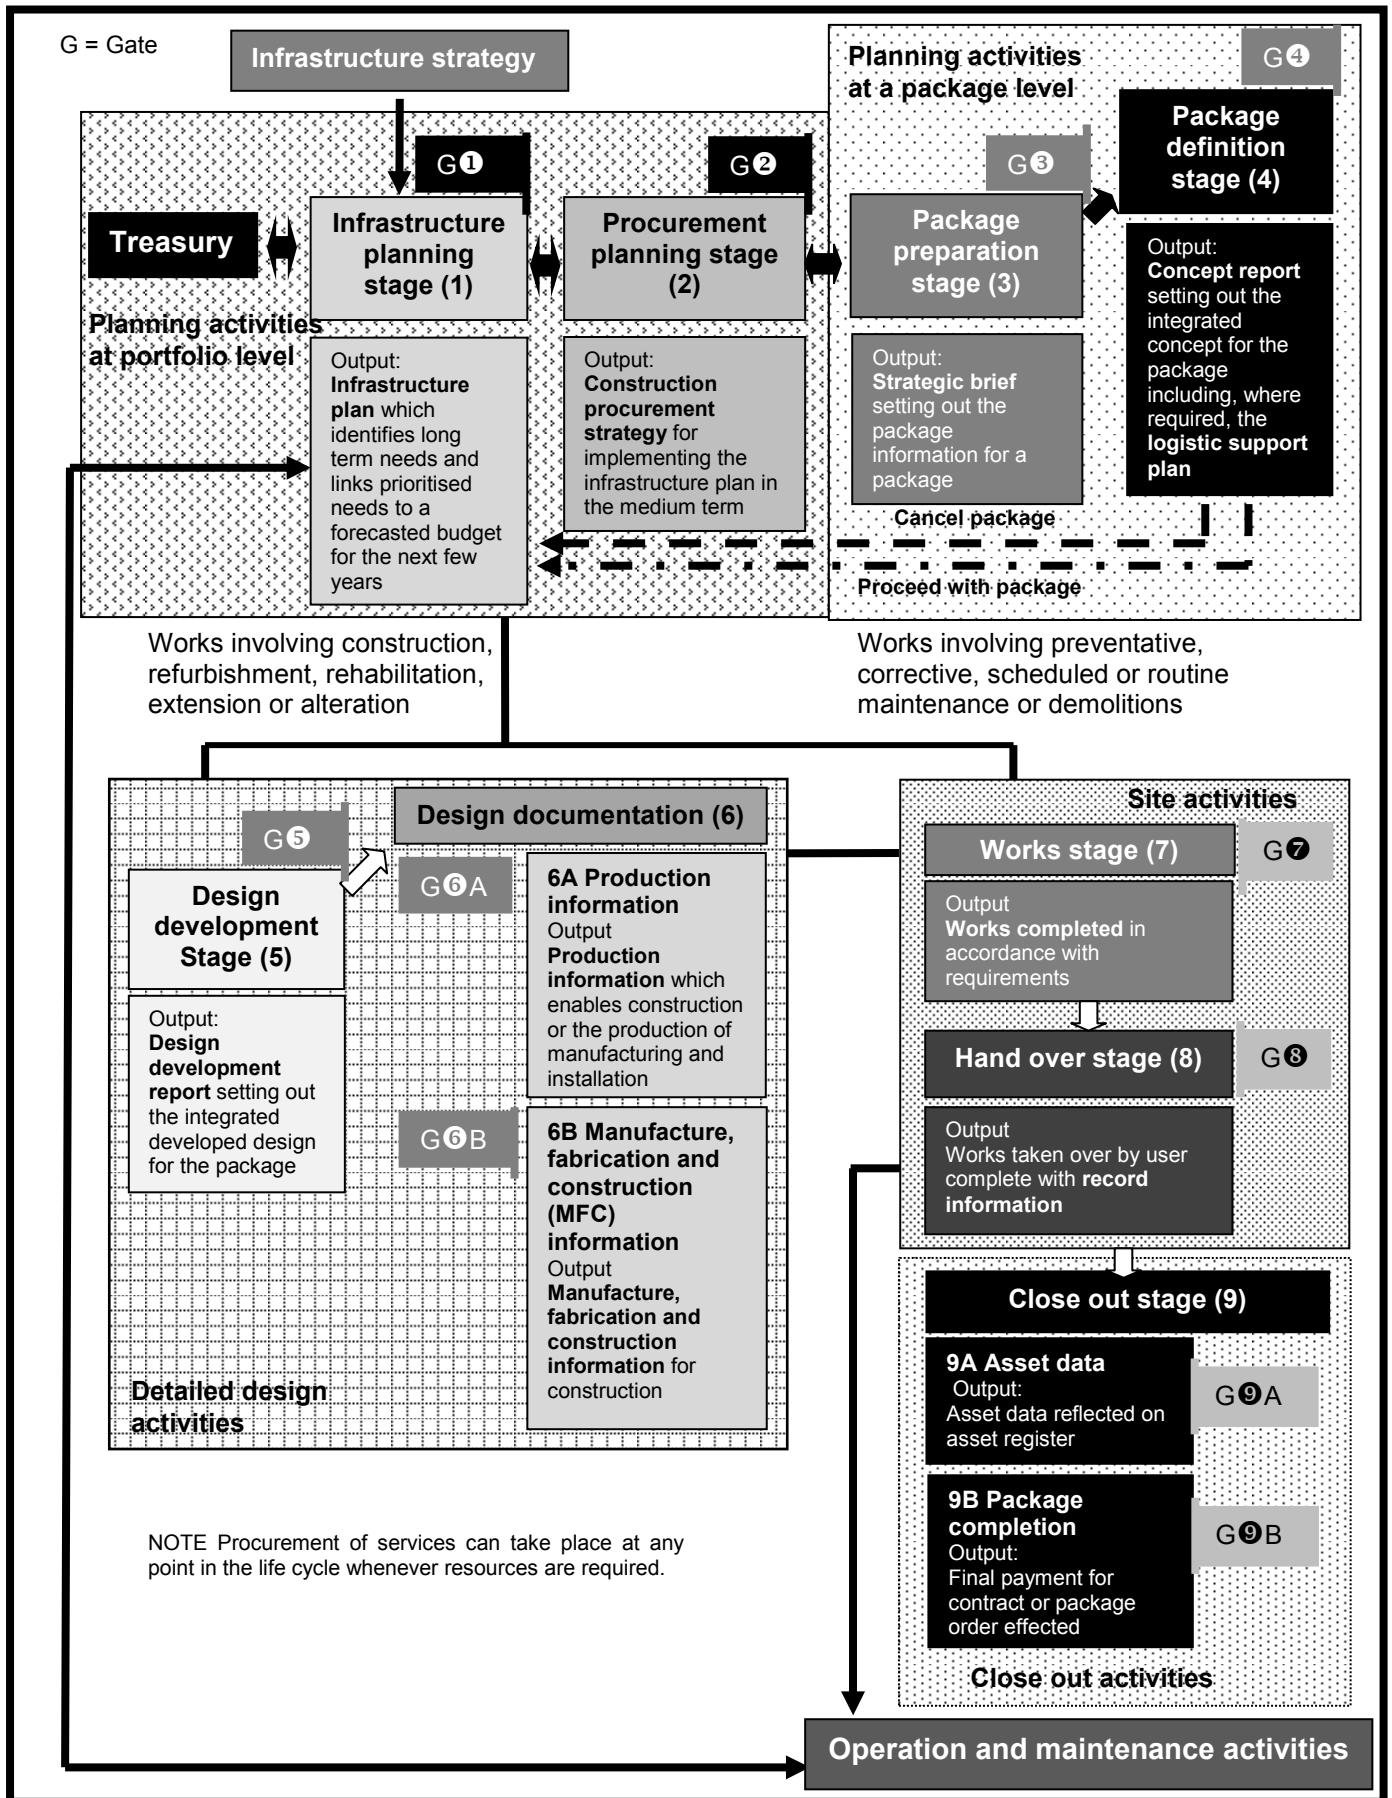 G = Gate
Infrastructure strategy
Planning activities
at a package level
G❹
Package
definition
stage (4)
G❶
G❷
G❸
Treasury
Infrastructure
planning
stage (1)
Procurement
planning stage
(2)
Package
preparation
stage (3)
Output:
Concept report
setting out the
integrated
concept for the
package
including, where
required, the
logistic support
plan
Planning activities
at portfolio level
Output:
Infrastructure
plan which
identifies long
term needs and
links prioritised
needs to a
forecasted budget
for the next few
years
Output:
Construction
procurement
strategy for
implementing the
infrastructure plan in
the medium term
Output:
Strategic brief
setting out the
package
information for a
package
Cancel package
Proceed with package
Works involving construction,
refurbishment, rehabilitation,
extension or alteration
Works involving preventative,
corrective, scheduled or routine
maintenance or demolitions
G❺
Design documentation (6)
Design
development
Stage (5)
Output:
Design
development
report setting out
the integrated
developed design
for the package
G❻A
6A Production
information
Output
Production
information which
enables construction
or the production of
manufacturing and
installation
G❻B
6B Manufacture,
fabrication and
construction
(MFC)
information
Output
Manufacture,
fabrication and
construction
information for
construction
Detailed design
activities
Site activities
Works stage (7)
G❼
Output
Works completed in
accordance with
requirements
Hand over stage (8)
G❽
Output
Works taken over by user
complete with record
information
Close out stage (9)
9A Asset data
Output:
Asset data reflected on
asset register
G❾A
9B Package
completion
Output:
Final payment for
contract or package
order effected
G❾B
Close out activities
NOTE Procurement of services can take place at any
point in the life cycle whenever resources are required.
Operation and maintenance activities